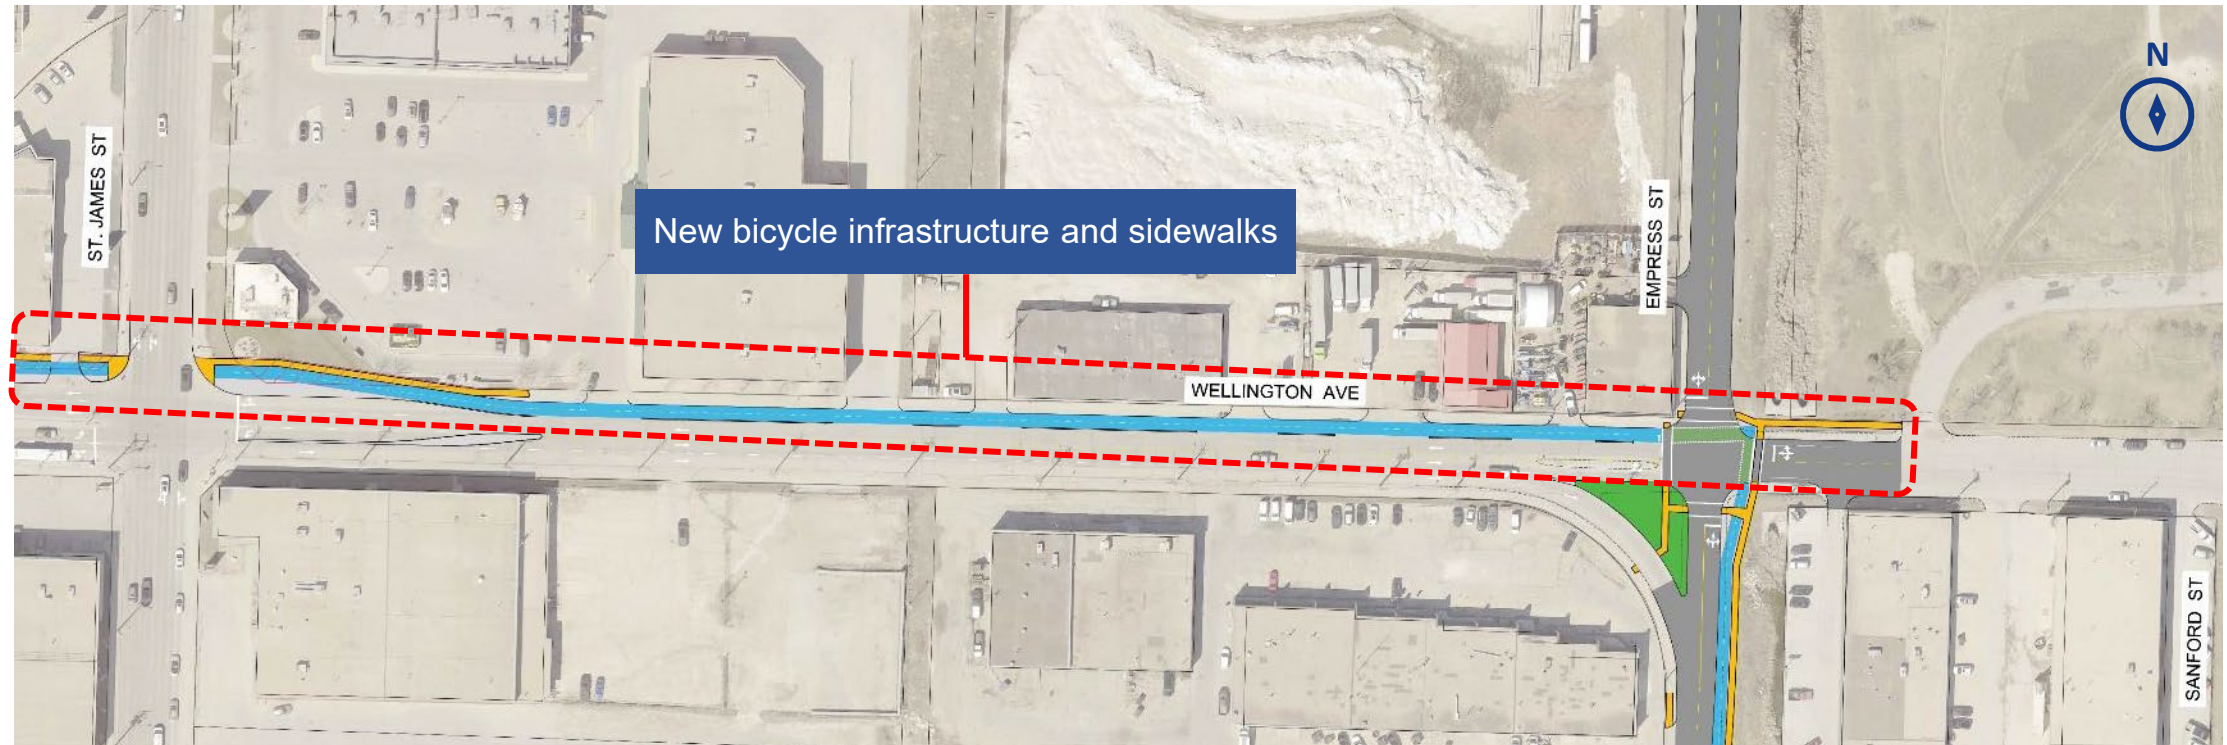 N
ST. JAMES ST
New bicycle infrastructure and sidewalks
EMPRESS ST
WELLINGTON AVE
SANFORD ST